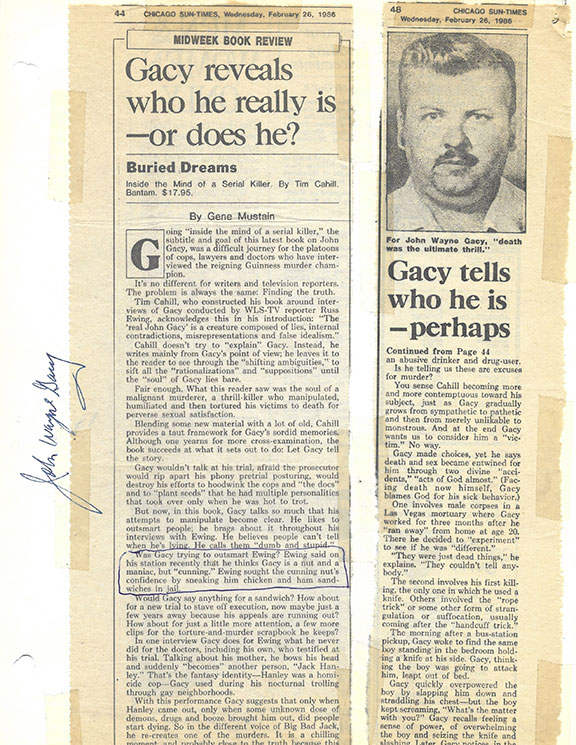 44 CHICAGO SUN-TIMES, Wednesday, February 26, 1986
MIDWEEK BOOK REVIEW
Gacy reveals
who he really is
—or does he?
Buried Dreams
Inside the Mind of a Serial Killer. By Tim Cahill.
Bantam. $17.95.
By Gene Mustain
Going "inside the mind of a serial killer," the
subtitle and goal of this latest book on John
Gacy, was a difficult journey for the platoons
of cops, lawyers and doctors who have inter-
viewed the reigning Guinness murder cham-
pion.
It's no different for writers and television reporters.
The problem is always the same: Finding the truth.
Tim Cahill, who constructed his book around inter-
views of Gacy conducted by WLS-TV reporter Russ
Ewing, acknowledges this in his introduction: "The
'real John Gacy' is a creature composed of lies, internal
contradictions, misrepresentations and false idealism."
Cahill doesn't try to "explain" Gacy. Instead, he
writes mainly from Gacy's point of view; he leaves it to
the reader to see through the "shifting ambiguities," to
sift all the "rationalizations" and "suppositions" until
the "soul" of Gacy lies bare.
Fair enough. What this reader saw was the soul of a
malignant murderer, a thrill-killer who manipulated,
humiliated and then tortured his victims to death for
perverse sexual satisfaction.
Blending some new material with a lot of old, Cahill
provides a taut framework for Gacy's sordid memories.
Although one yearns for more cross-examination, the
book succeeds at what it sets out to do: Let Gacy tell
the story.
Gacy wouldn't talk at his trial, afraid the prosecutor
would rip apart his phony pretrial posturing, would
destroy his efforts to hoodwink the cops and "the docs"
and to "plant seeds" that he had multiple personalities
that took over only when he was hot to trot.
But now, in this book, Gacy talks so much that his
attempts to manipulate become clear. He likes to
outsmart people; he brags about it throughout his
interviews with Ewing. He believes people can't tell
when he's lying. He calls them "dumb and stupid."
Was Gacy trying to outsmart Ewing? Ewing said on
his station recently that he thinks Gacy is a nut and a
maniac, but "cunning." Ewing sought the cunning nut's
confidence by sneaking him chicken and ham sand-
wiches in jail.
Would Gacy say anything for a sandwich? How about
for a new trial to stave off execution, now maybe just a
few years away because his appeals are running out?
How about for just a little more attention, a few more
clips for the torture-and-murder scrapbook he keeps?
In one interview Gacy does for Ewing what he never
did for the doctors, including his own, who testified at
his trial. Talking about his mother, he bows his head
and suddenly "becomes" another person, "Jack Han-
ley." That's the fantasy identity—Hanley was a homi-
cide cop—Gacy used during his nocturnal trolling
through gay neighborhoods.
With this performance Gacy suggests that only when
Hanley came out, only when some unknown dose of
demons, drugs and booze brought him out, did people
start dying. So in the different voice of Big Bad Jack,
he re-creates one of the murders. It is a chilling
moment, and probably close to the truth because this
John Wayne Gacy
48 CHICAGO SUN-TIMES
Wednesday, February 26, 1986
For John Wayne Gacy, "death
was the ultimate thrill."
Gacy tells
who he is
—perhaps
Continued from Page 44
an abusive drinker and drug-user.
Is he telling us these are excuses
for murder?
You sense Cahill becoming more
and more contemptuous toward his
subject, just as Gacy gradually
grows from sympathetic to pathetic
and then from merely unlikable to
monstrous. And at the end Gacy
wants us to consider him a "vic-
tim." No way.
Gacy made choices, yet he says
death and sex became entwined for
him through two divine "acci-
dents," "acts of God almost." (Fac-
ing death now himself, Gacy
blames God for his sick behavior.)
One involves male corpses in a
Las Vegas mortuary where Gacy
worked for three months after he
"ran away" from home at age 20.
There he decided to "experiment"
to see if he was "different."
"They were just dead things," he
explains. "They couldn't tell any-
body."
The second involves his first kill-
ing, the only one in which he used a
knife. Others involved the "rope
trick" or some other form of stran-
gulation or suffocation, usually
coming after the "handcuff trick."
The morning after a bus-station
pickup, Gacy woke to find the same
boy standing in the bedroom hold-
ing a knife at his side. Gacy, think-
ing the boy was going to attack
him, leapt out of bed.
Gacy quickly overpowered the
boy by slapping him down and
straddling his chest—but the boy
kept screaming, "What's the matter
with you?" Gacy recalls feeling a
sense of power, of overwhelming
the boy and seizing the knife and